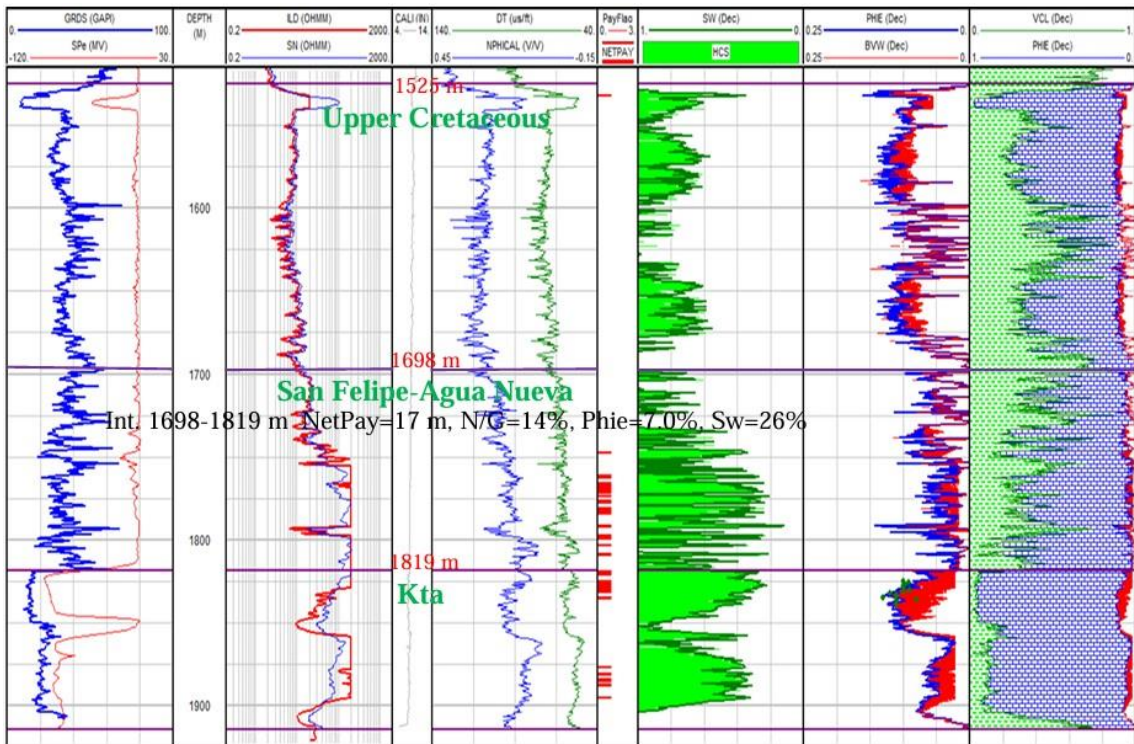 GRDS (GAPI)
0. 100.
SPe (MV)
-120. 30
DEPTH
(M)
ILD (OHMM)
0.2 2000.
SN (OHMM)
0.2 2000.
CALI (IN)
4. 14.
DT (us/ft)
140. 40.
NPHICAL (V/V)
0.45 -0.15
PayFlag
0. 3.
NETPAY
SW (Dec)
1. 0.
HCS
PHIE (Dec)
0.25 0.
BVW (Dec)
0.25
VCL (Dec)
0. 1.
PHIE (Dec)
1.
1525 m
Upper Cretaceous
1600
1698 m
1700
San Felipe-Agua Nueva
Int. 1698-1819 m NetPay=17 m, N/G=14%, Phie=7.0%, Sw=26%
1800
1819 m
Kta
1900